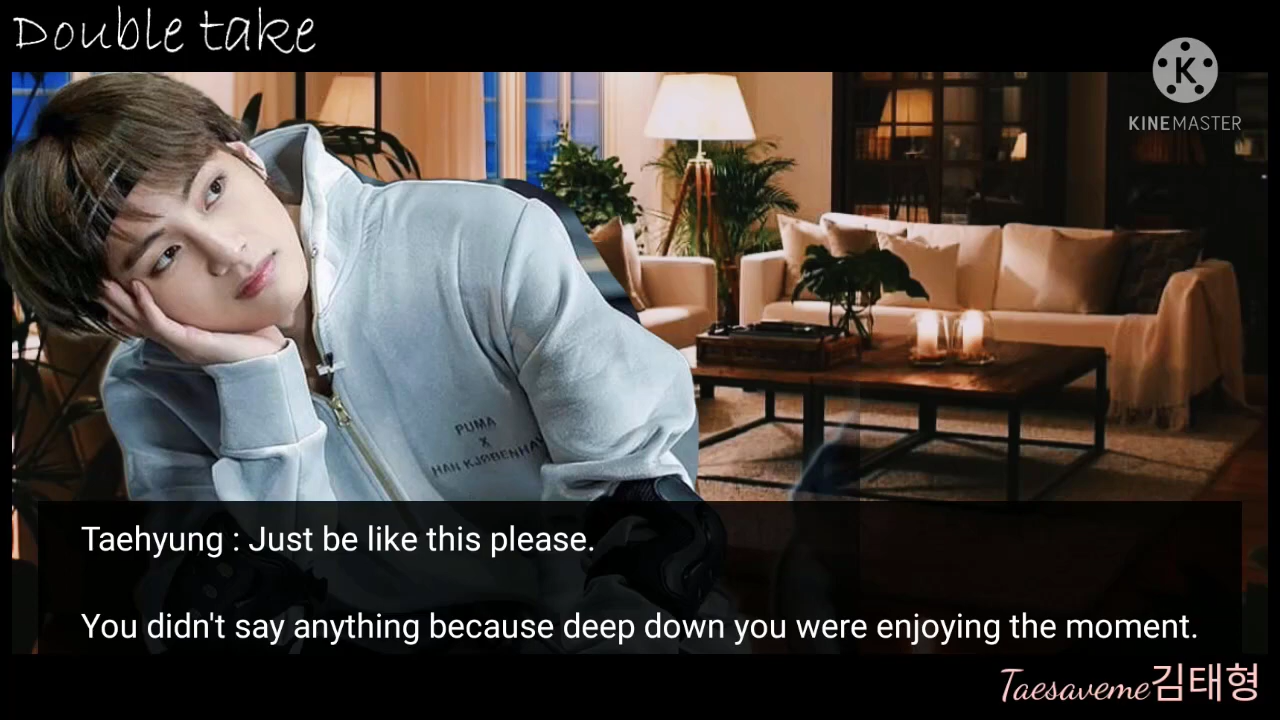 Double take
KINEMASTER
PUMA
X
HAN KJØBENHAVN
Taehyung : Just be like this please.
You didn't say anything because deep down you were enjoying the moment.
Taesaveme김태형